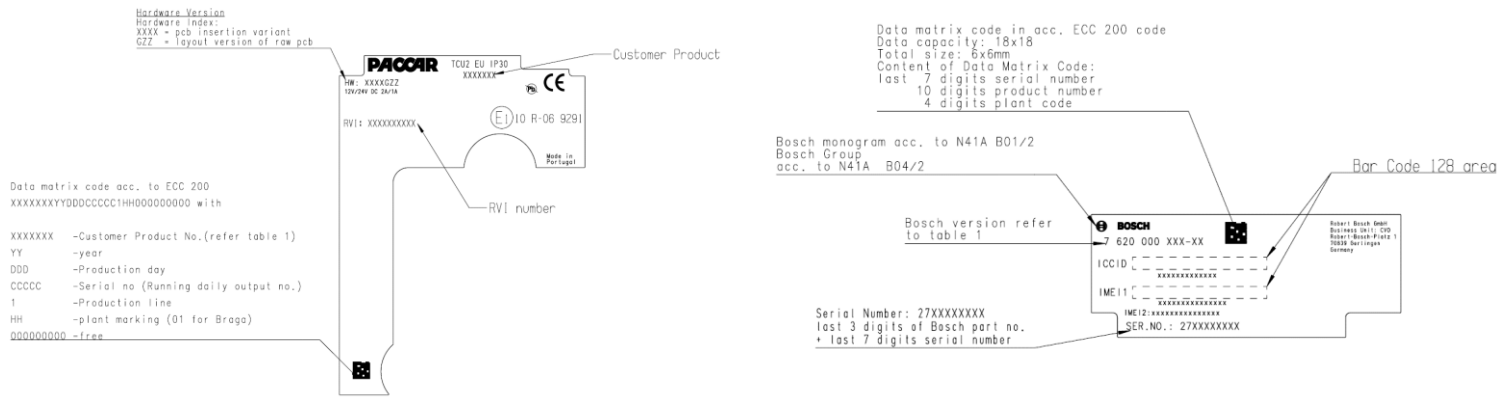 Hardware Version
Hardware Index:
XXXX - pcb insertion variant
GZZ = layout version of raw pcb
PACCAR
TCU2 EU IP30
XXXXXXX
Customer Product
HW: XXXXGZZ
12V/24V DC 2A/1A
Pb
CE
RVI: XXXXXXXXXX
E1 10 R-06 9291
Made in
Portugal
RVI number
Data matrix code acc. to ECC 200
XXXXXXXYYDDDCCCCC1HH000000000 with
XXXXXXX -Customer Product No.(refer table 1)
YY -year
DDD -Production day
CCCCC -Serial no (Running daily output no.)
1 -Production line
HH -plant marking (01 for Braga)
000000000 -free
Data matrix code in acc. ECC 200 code
Data capacity: 18x18
Total size: 6x6mm
Content of Data Matrix Code:
last 7 digits serial number
10 digits product number
4 digits plant code
Bosch monogram acc. to N41A B01/2
Bosch Group
acc. to N41A B04/2
Bar Code 128 area
Bosch version refer
to table 1
BOSCH
7 620 000 XXX-XX
Robert Bosch GmbH
Business Unit: CVO
Robert-Bosch-Platz 1
70839 Gerlingen
Germany
ICCID
XXXXXXXXXXXXX
IMEI1
XXXXXXXXXXXXXXX
IMEI2:XXXXXXXXXXXXXXX
SER.NO.: 27XXXXXXXX
Serial Number: 27XXXXXXXX
last 3 digits of Bosch part no.
+ last 7 digits serial number